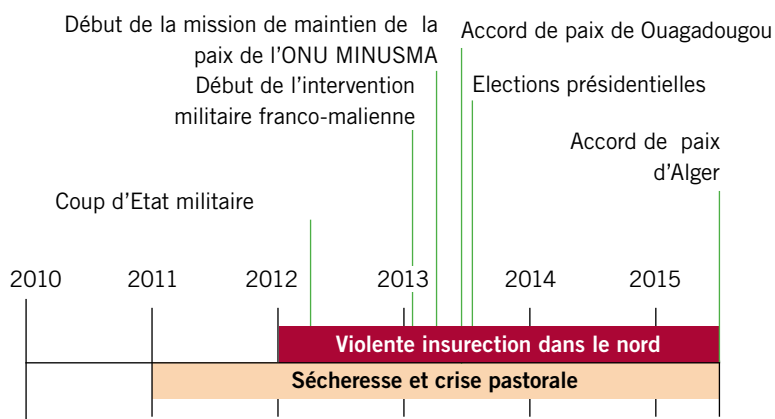 Début de la mission de maintien de la
paix de l'ONU MINUSMA
Accord de paix de Ouagadougou
Début de l'intervention
militaire franco-malienne
Elections présidentielles
Accord de paix
d'Alger
Coup d'Etat militaire
2010 2011 2012 2013 2014 2015
Violente insurection dans le nord
Sécheresse et crise pastorale